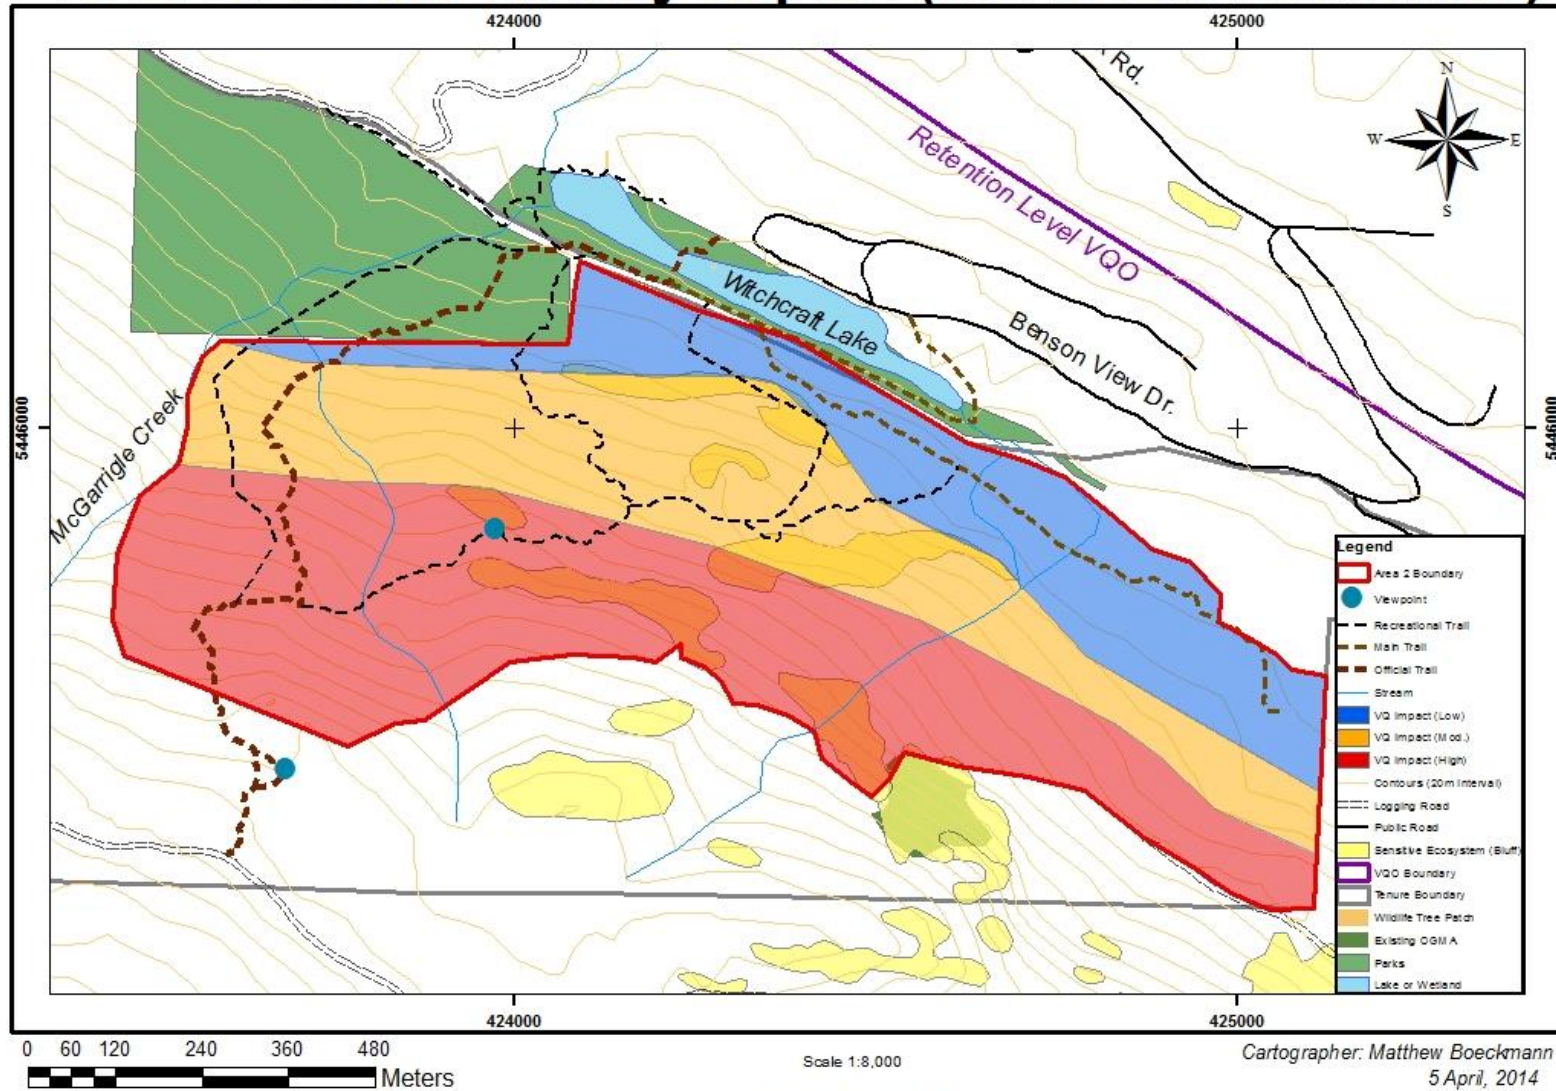 424000
425000
Rd.
N
W
E
S
Retention Level VQO
Witchcraft Lake
Benson View Dr.
5446000
5446000
McGarrigle Creek
Legend
Area 2 Boundary
Viewpoint
Recreational Trail
Main Trail
Official Trail
Stream
VQ Impact (Low)
VQ Impact (Mod.)
VQ Impact (High)
Contours (20m Interval)
Logging Road
Public Road
Sensitive Ecosystem (Bluff)
VQO Boundary
Tenure Boundary
Wildlife Tree Patch
Existing OGMA
Parks
Lake or Wetland
424000
425000
0 60 120 240 360 480
Meters
Scale 1:8,000
Cartographer: Matthew Boeckmann
5 April, 2014